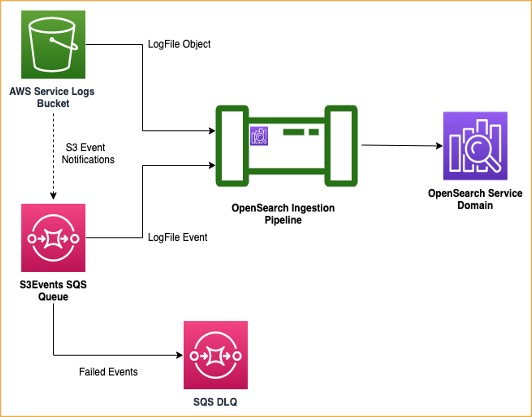 LogFile Object
AWS Service Logs
Bucket
S3 Event
Notifications
OpenSearch Ingestion
Pipeline
OpenSearch Service
Domain
LogFile Event
S3Events SQS
Queue
Failed Events
SQS DLQ